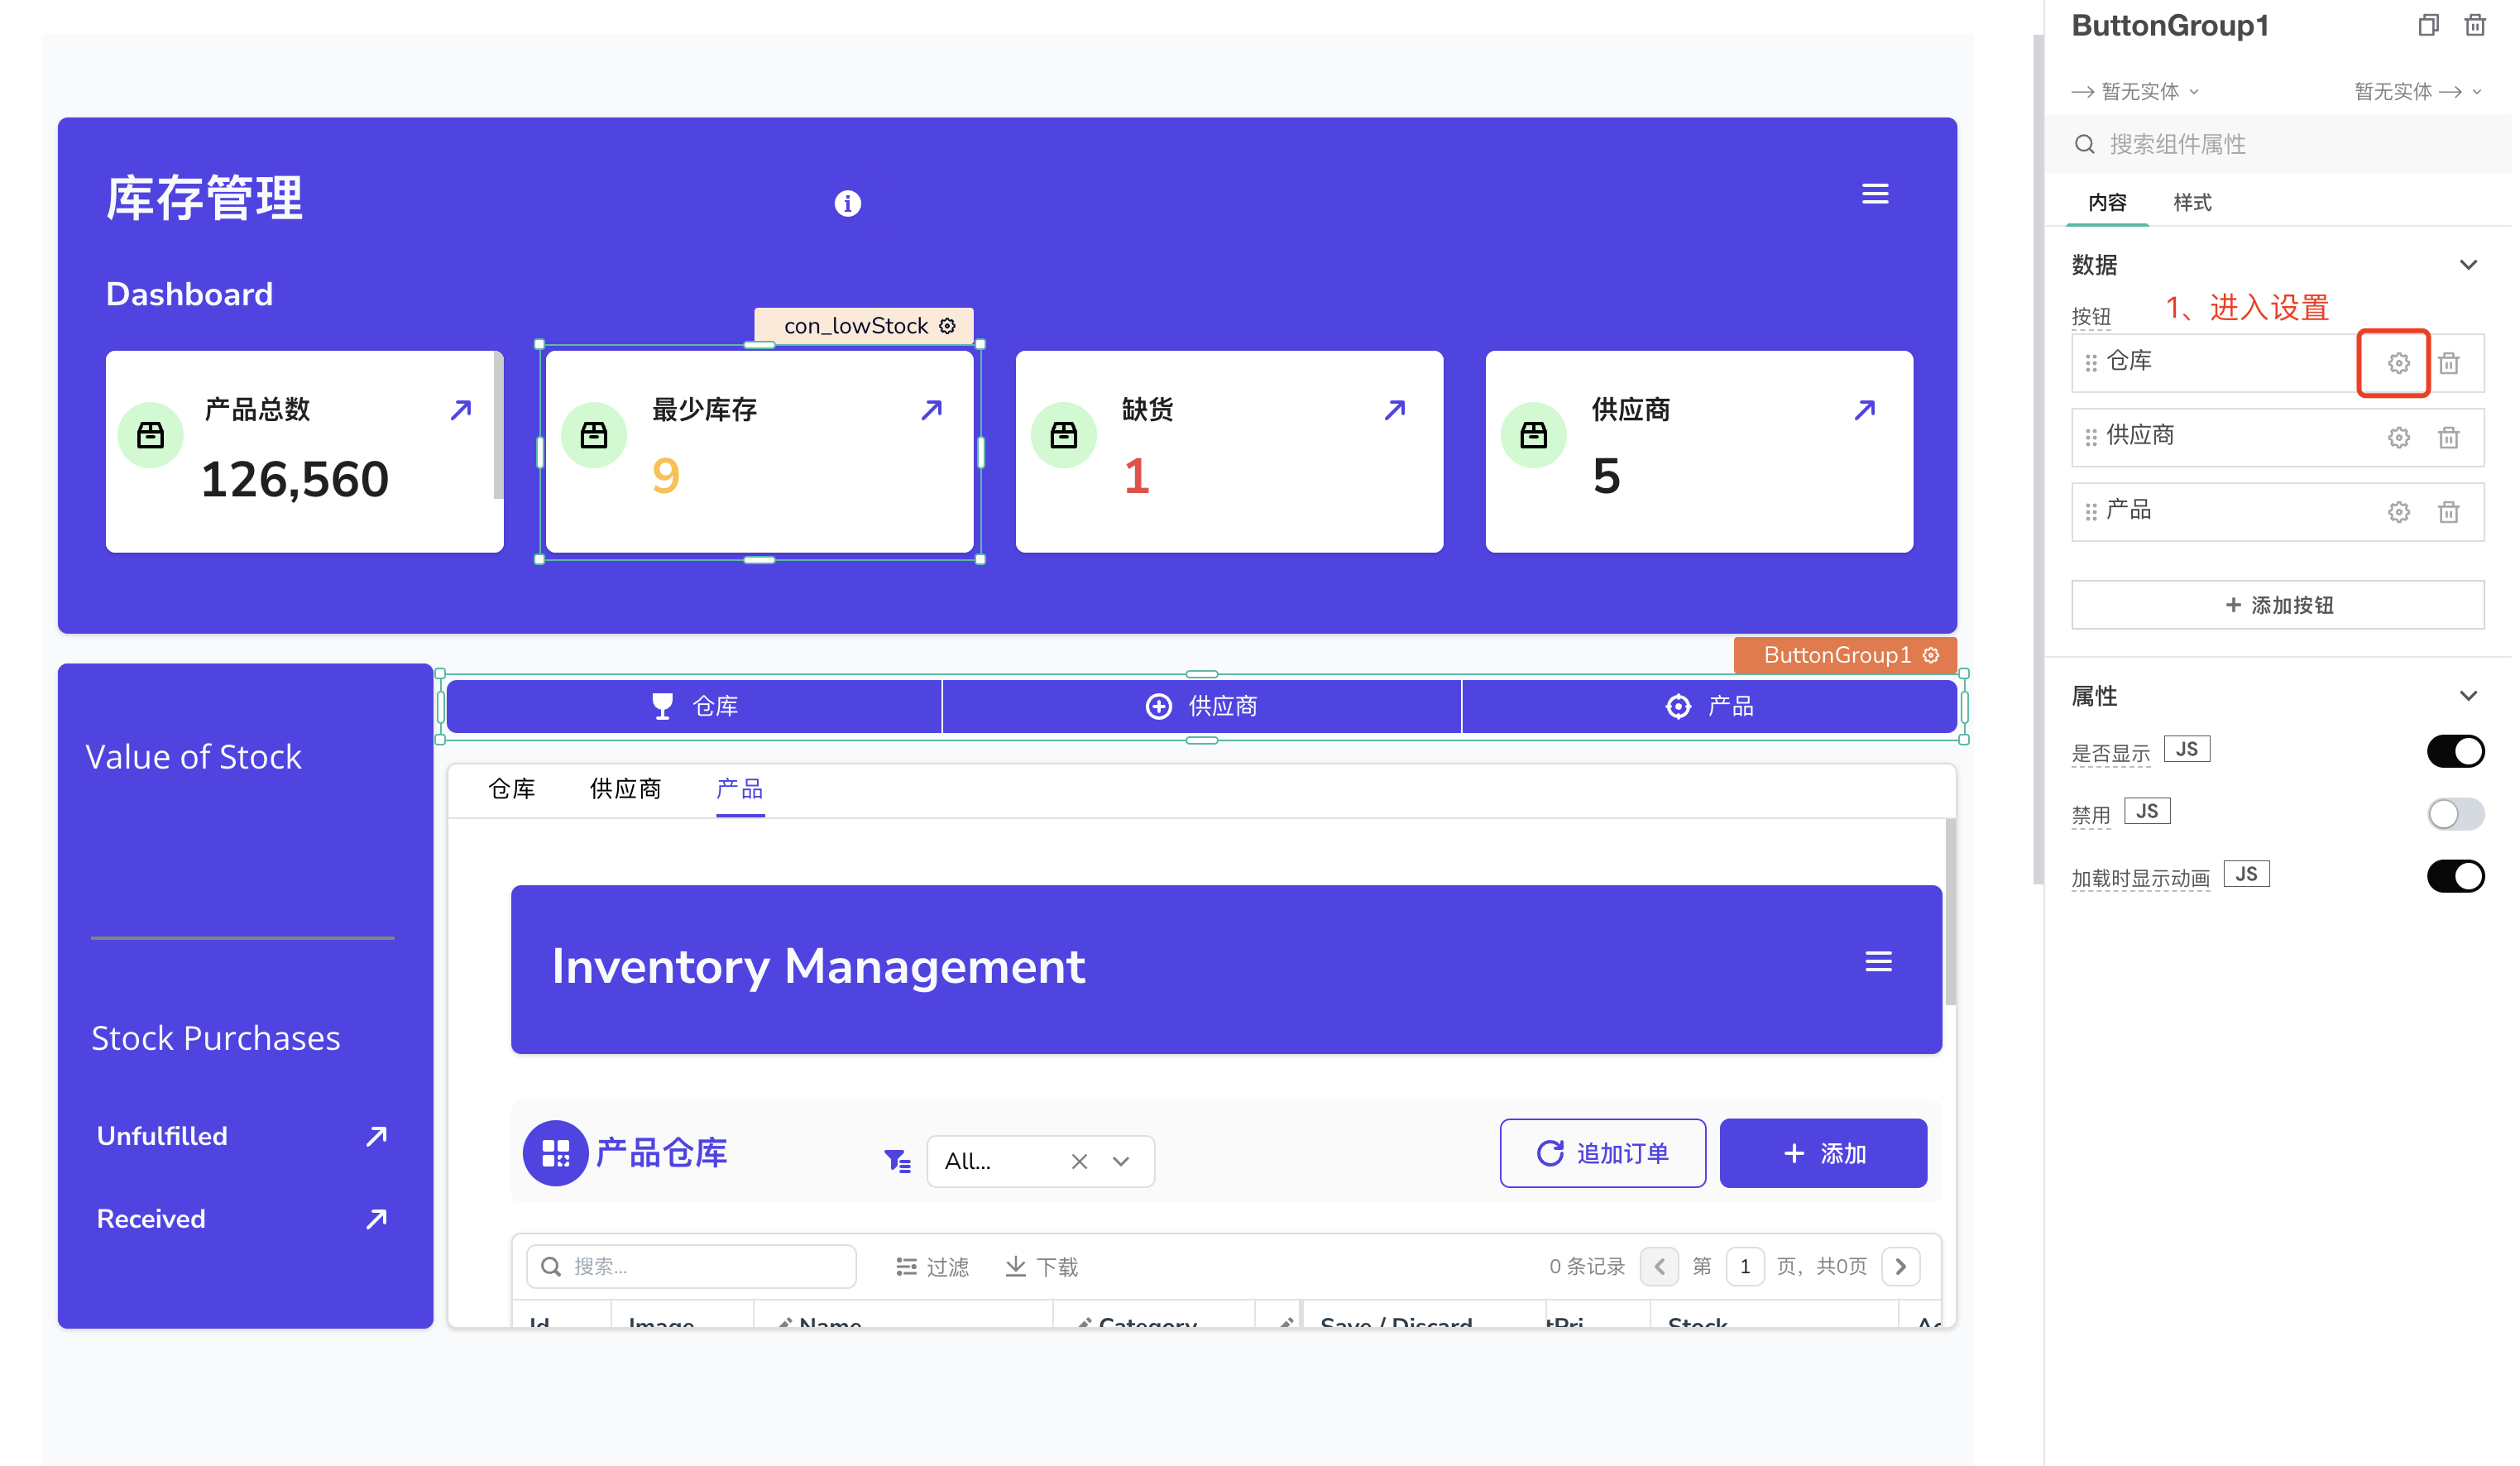 库存管理
Dashboard
con_lowStock
产品总数
126,560
最少库存
9
缺货
1
供应商
5
ButtonGroup1
仓库
供应商
产品
Value of Stock
Stock Purchases
Unfulfilled
Received
仓库
供应商
产品
Inventory Management
产品仓库
All...
追加订单
添加
搜索...
过滤
下载
0 条记录
第 1 页，共0页
Id
Image
Name
Category
Save / Discard
tPri
Stock
ButtonGroup1
暂无实体
暂无实体
搜索组件属性
内容
样式
数据
按钮
1、进入设置
仓库
供应商
产品
+ 添加按钮
属性
是否显示 JS
禁用 JS
加载时显示动画 JS